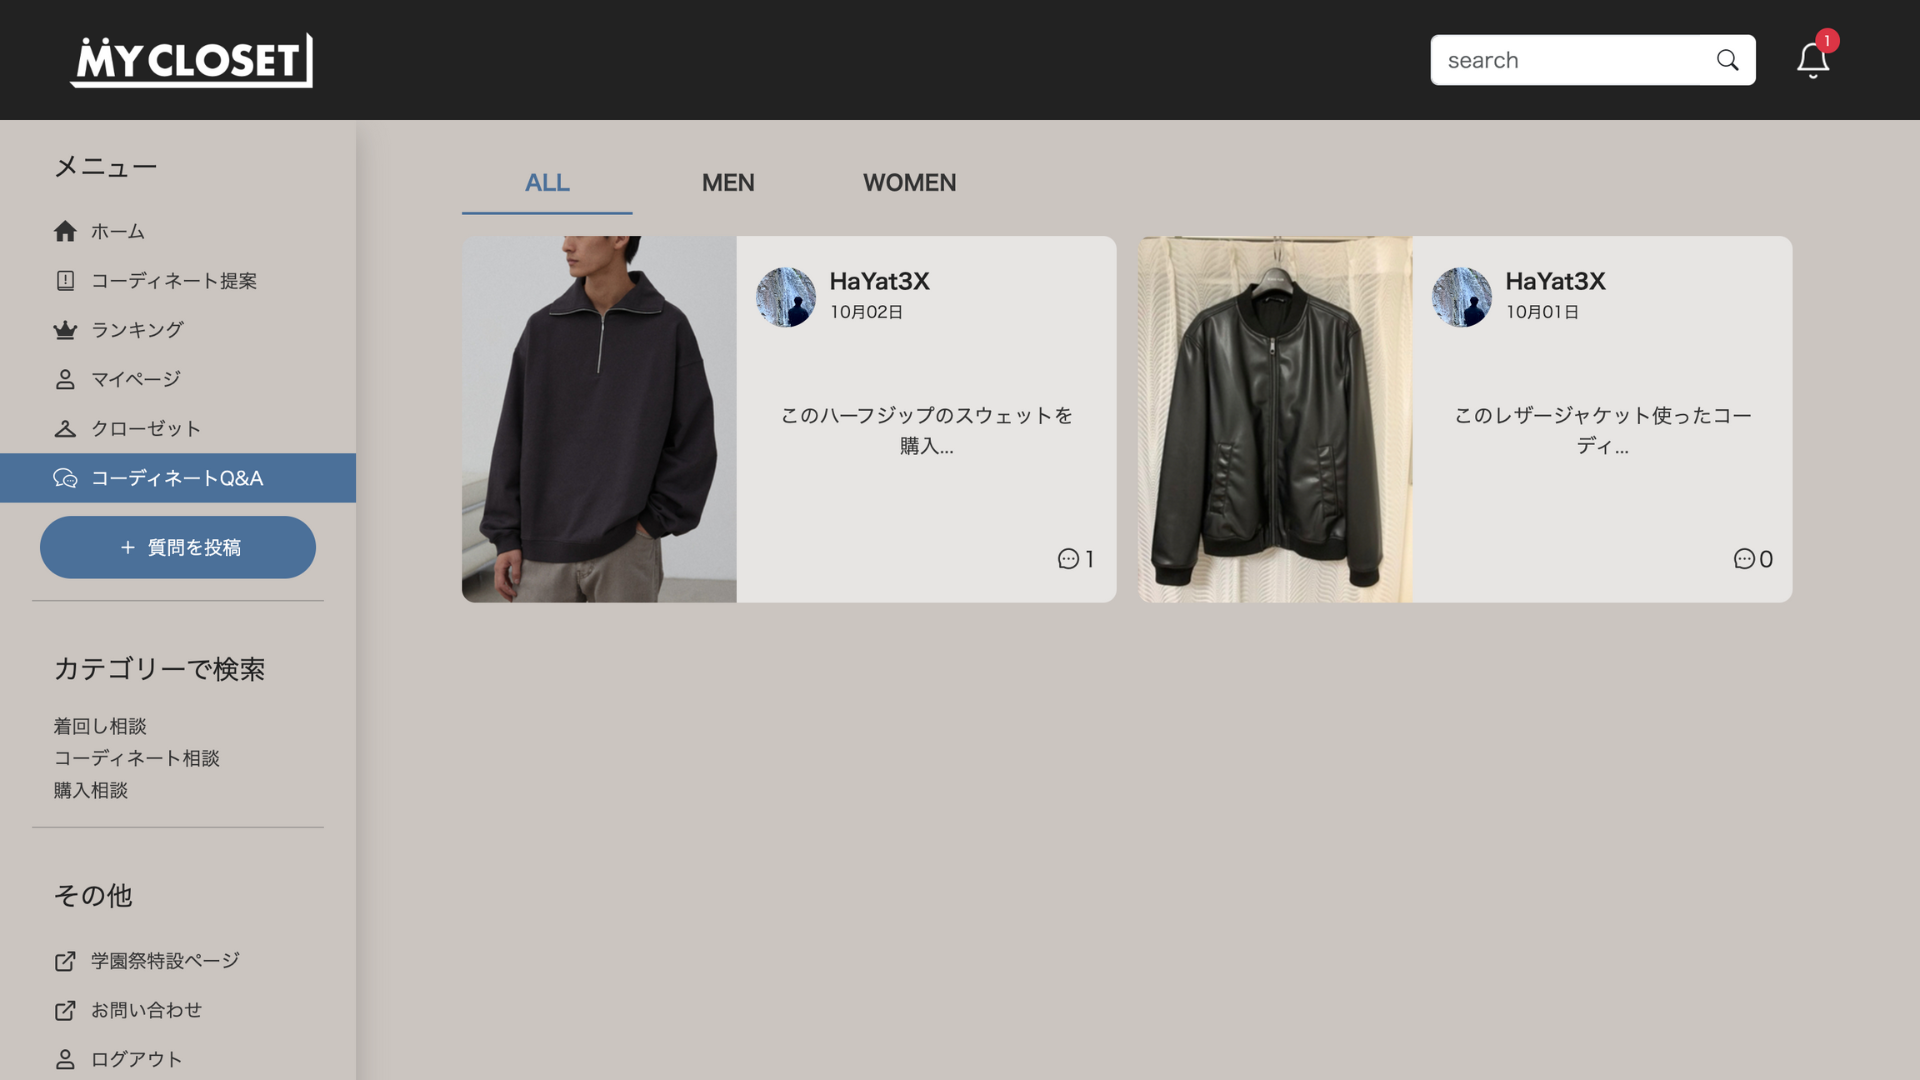 MY CLOSET
search
1
メニュー
ホーム
コーディネート提案
ランキング
マイページ
クローゼット
コーディネートQ&A
+ 質問を投稿
カテゴリーで検索
着回し相談
コーディネート相談
購入相談
その他
学園祭特設ページ
お問い合わせ
ログアウト
ALL MEN WOMEN
HaYat3X
10月02日
このハーフジップのスウェットを
購入...
1
HaYat3X
10月01日
このレザージャケット使ったコー
ディ...
0